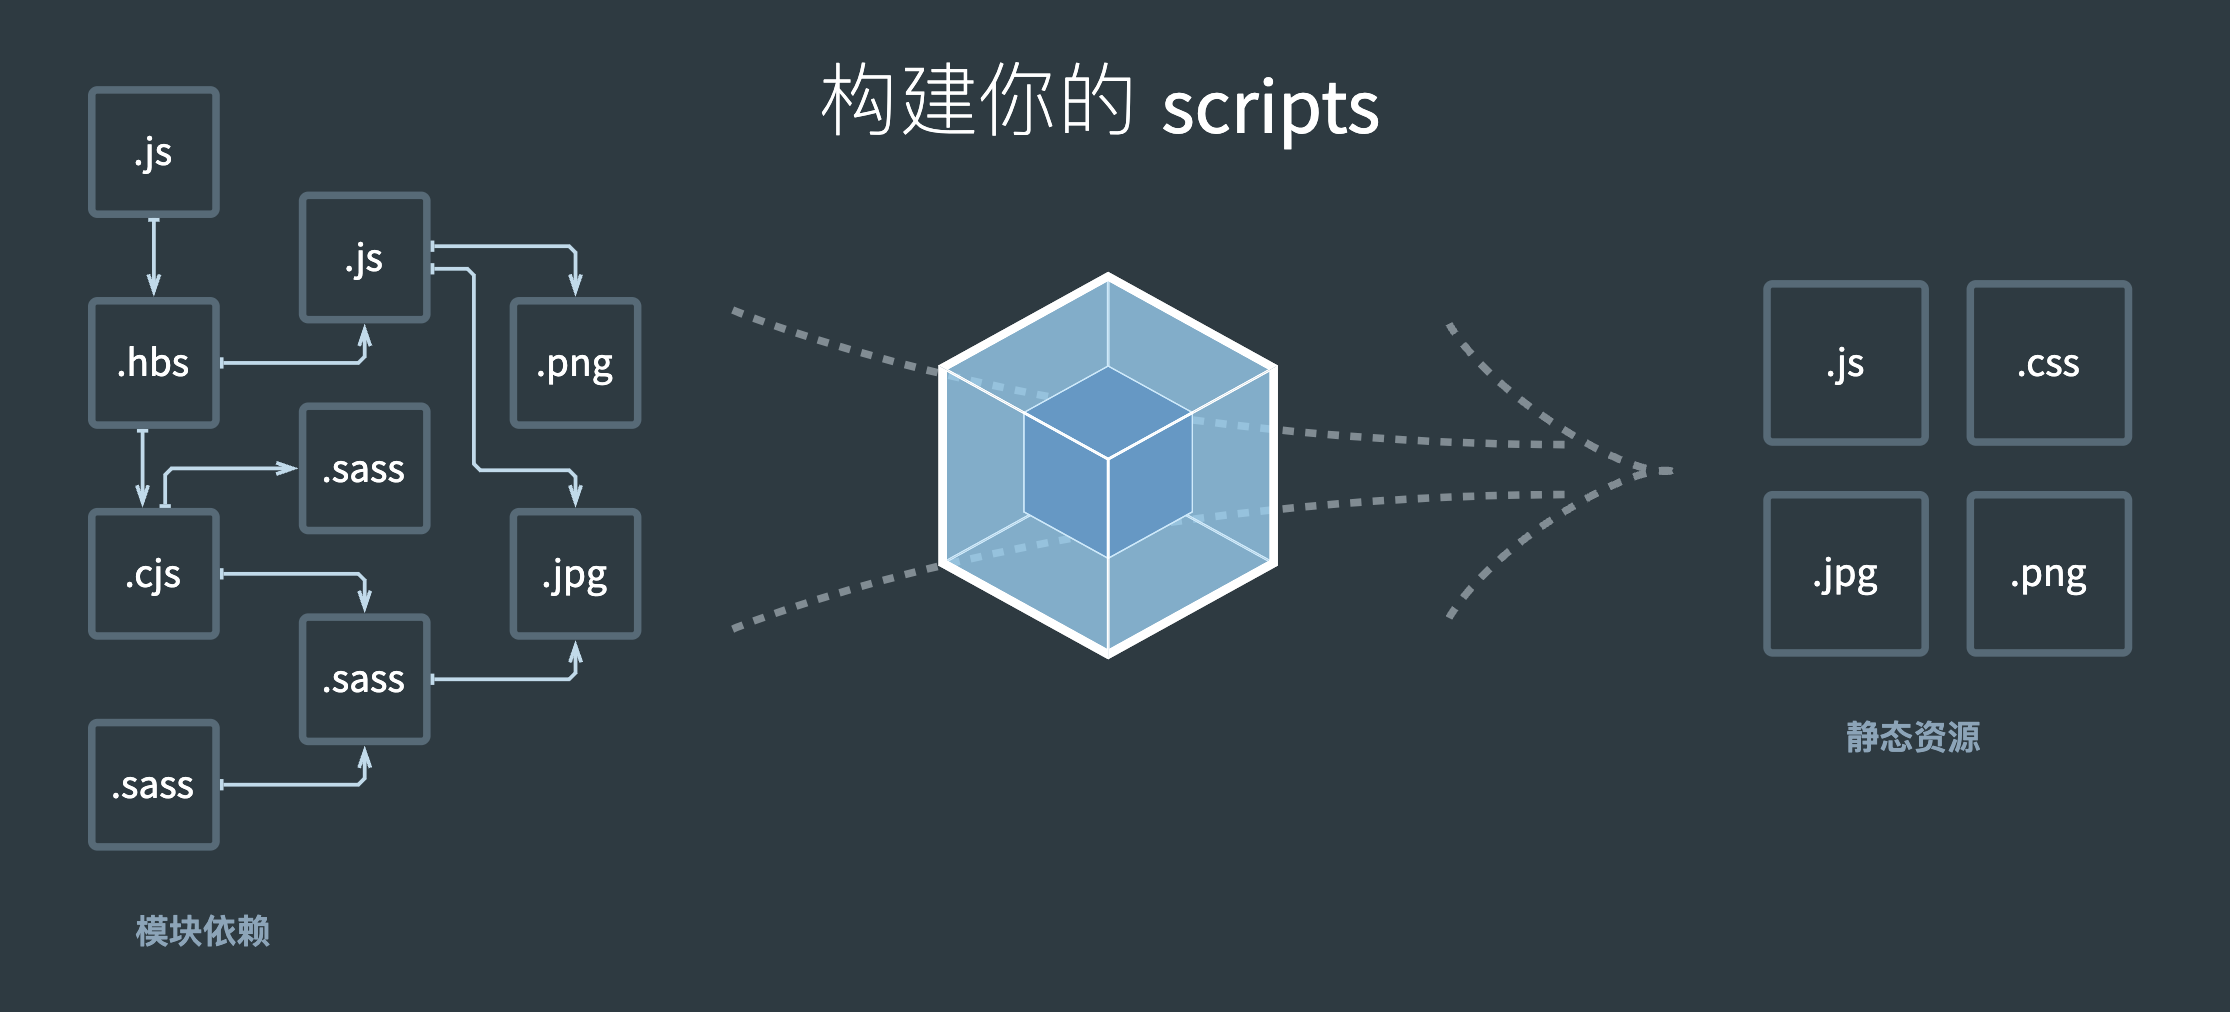 构建你的 scripts
.js
.js
.hbs
.png
.sass
.cjs
.jpg
.sass
.sass
模块依赖
.js
.css
.jpg
.png
静态资源